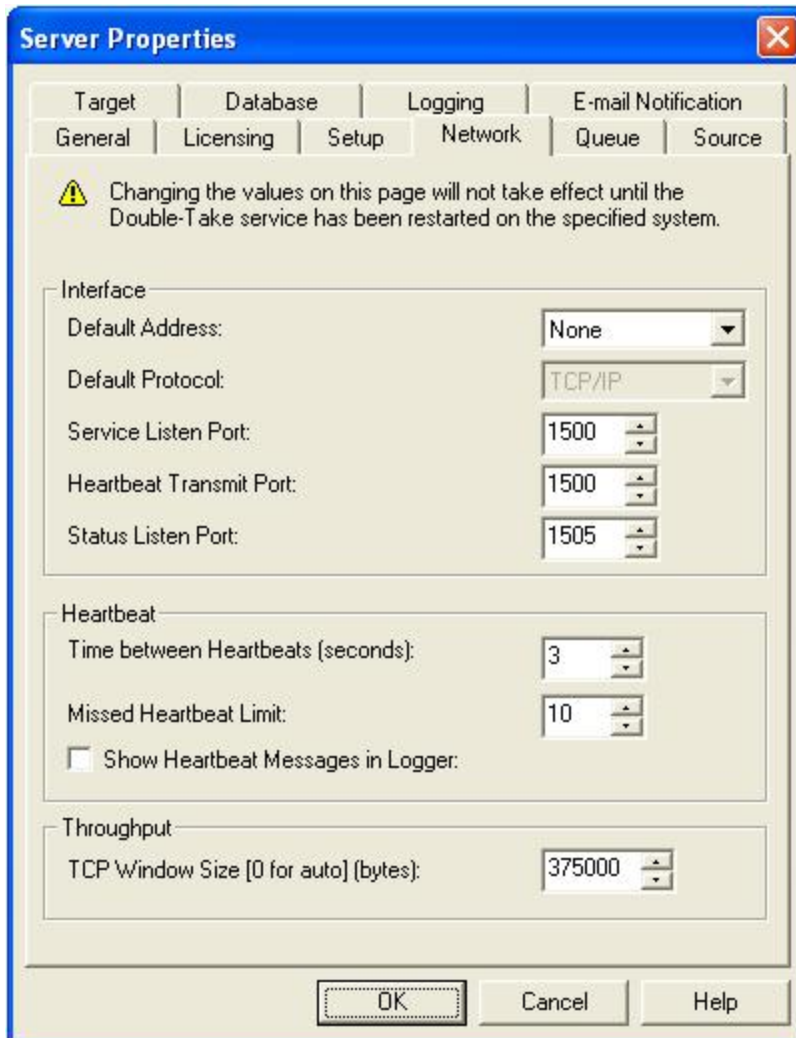 Server Properties
Target Database Logging E-mail Notification
General Licensing Setup Network Queue Source
Changing the values on this page will not take effect until the
Double-Take service has been restarted on the specified system.
Interface
Default Address: None
Default Protocol: TCP/IP
Service Listen Port: 1500
Heartbeat Transmit Port: 1500
Status Listen Port: 1505
Heartbeat
Time between Heartbeats (seconds): 3
Missed Heartbeat Limit: 10
Show Heartbeat Messages in Logger:
Throughput
TCP Window Size [0 for auto] (bytes): 375000
OK Cancel Help